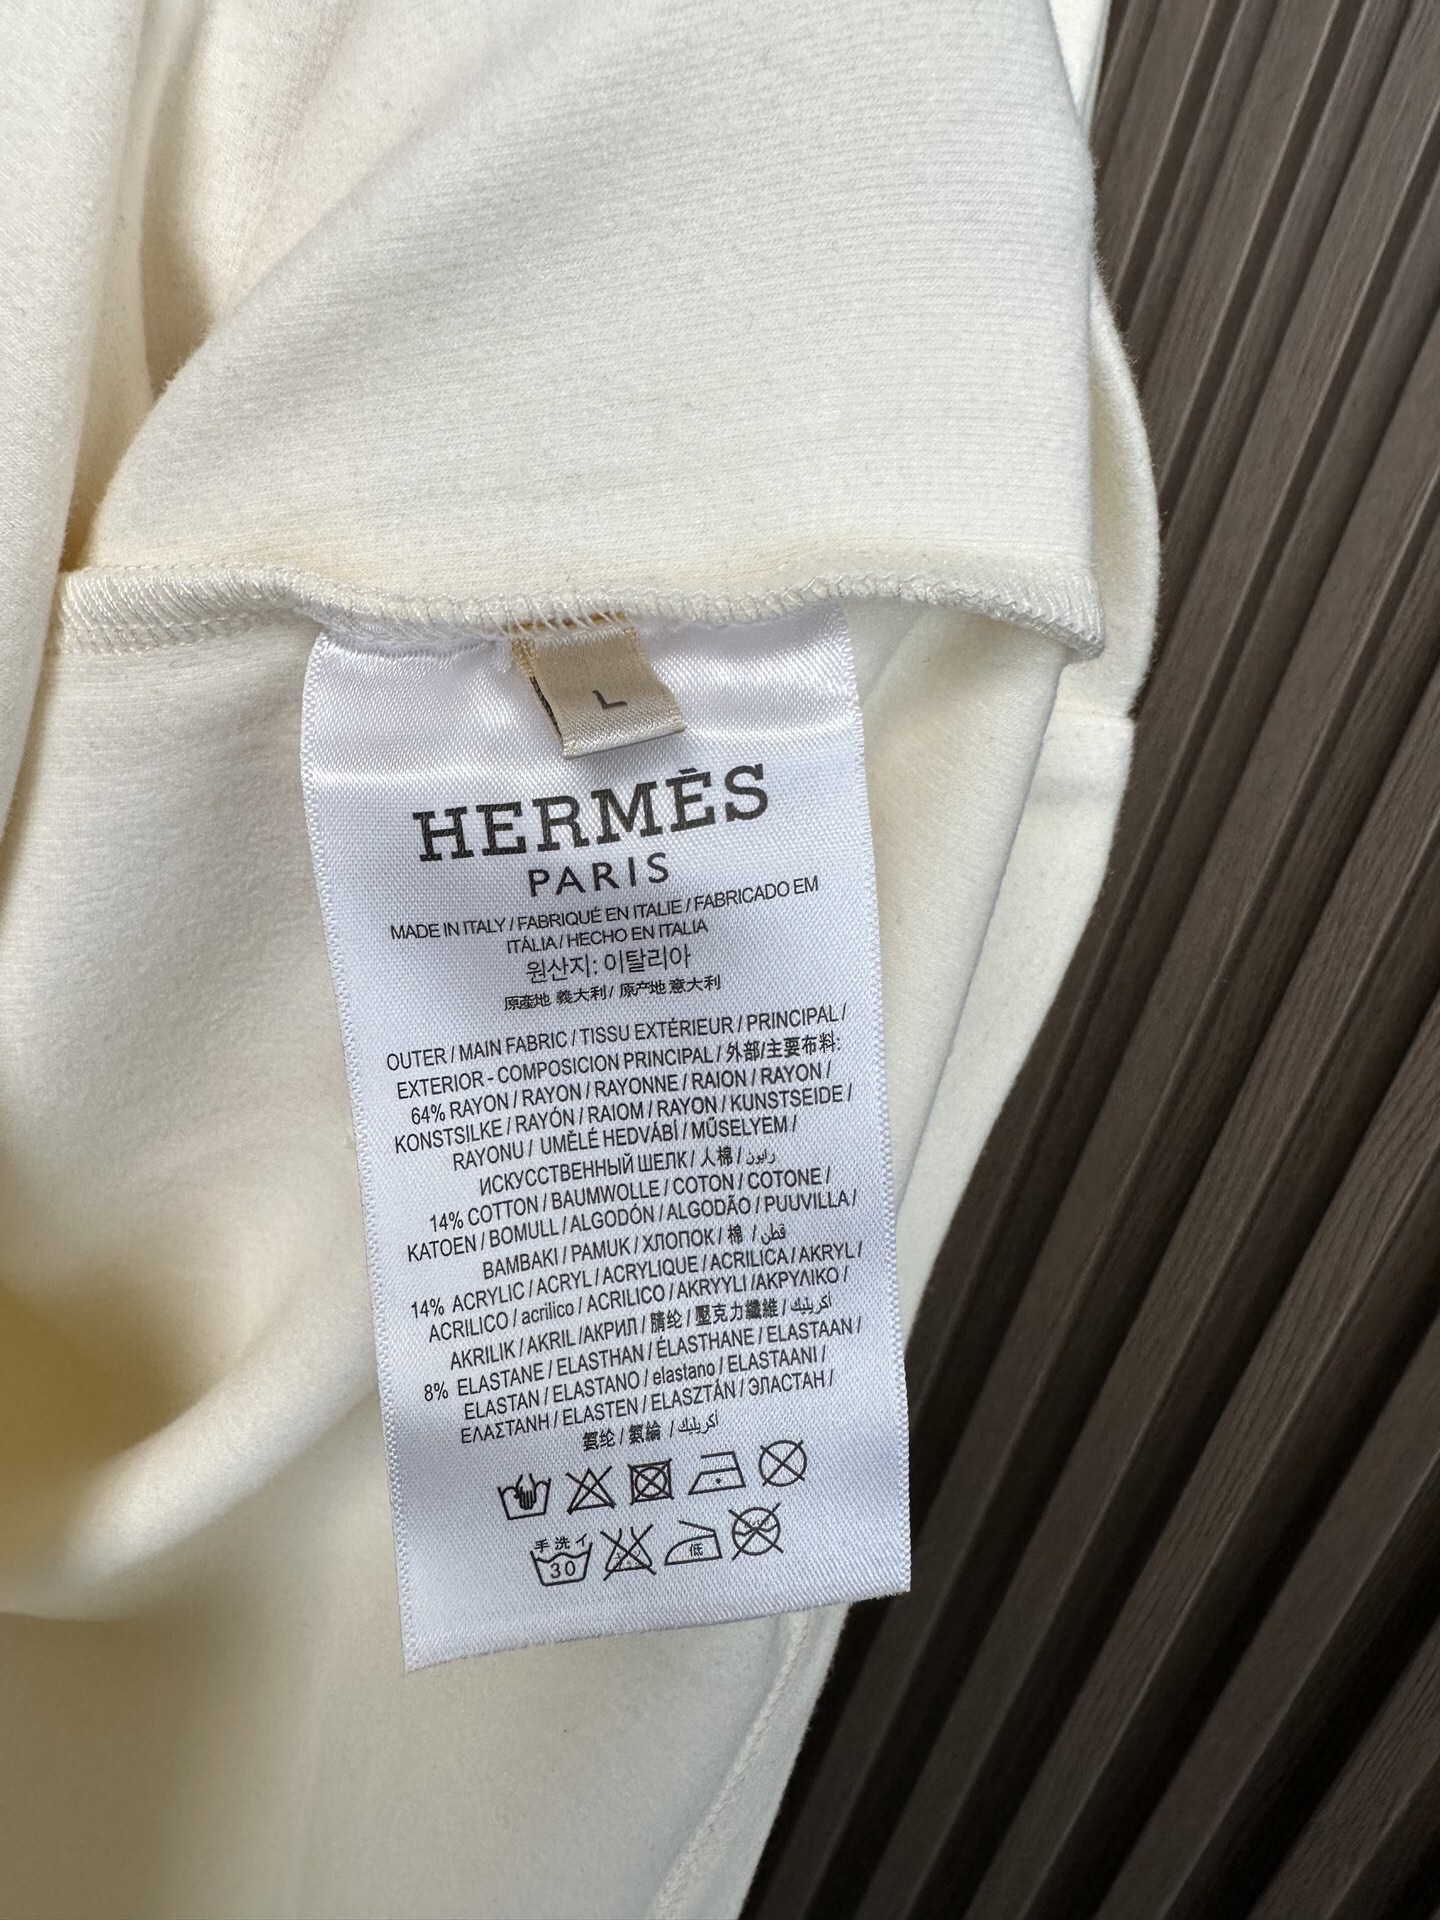 L
HERMÈS
PARIS
MADE IN ITALY / FABRIQUÉ EN ITALIE / FABRICADO EM
ITÁLIA / HECHO EN ITALIA
원산지: 이탈리아
原產地 義大利 / 原产地 意大利
OUTER / MAIN FABRIC / TISSU EXTÉRIEUR / PRINCIPAL /
EXTERIOR - COMPOSICION PRINCIPAL / 外部/主要布料:
64% RAYON / RAYON / RAYONNE / RAION / RAYON /
KONSTSILKE / RAYÓN / RAIOM / RAYON / KUNSTSEIDE /
RAYONU / UMĚLÉ HEDVÁBÍ / MŰSELYEM /
ИСКУССТВЕННЫЙ ШЕЛК / 人棉 / رايون
14% COTTON / BAUMWOLLE / COTON / COTONE /
KATOEN / BOMULL / ALGODÓN / ALGODÃO / PUUVILLA /
BAMBAKI / PAMUK / ХЛОПОК / 棉 / قطن
14% ACRYLIC / ACRYL / ACRYLIQUE / ACRILICA / AKRYL /
ACRILICO / acrílico / ACRILICO / AKRYYLI /ΑΚΡΥΛΙΚΟ /
AKRILIK / AKRIL /АКРИЛ / 腈纶 / 壓克力纖維 / أكريليك
8% ELASTANE / ELASTHAN / ÉLASTHANE / ELASTAAN /
ELASTAN / ELASTANO / elastano / ELASTAANI /
ΕΛΑΣΤΑΝΗ / ELASTEN / ELASZTÁN / ЭЛАСТАН /
氨纶 / 氨綸 / أكريليك
手洗イ
30
低